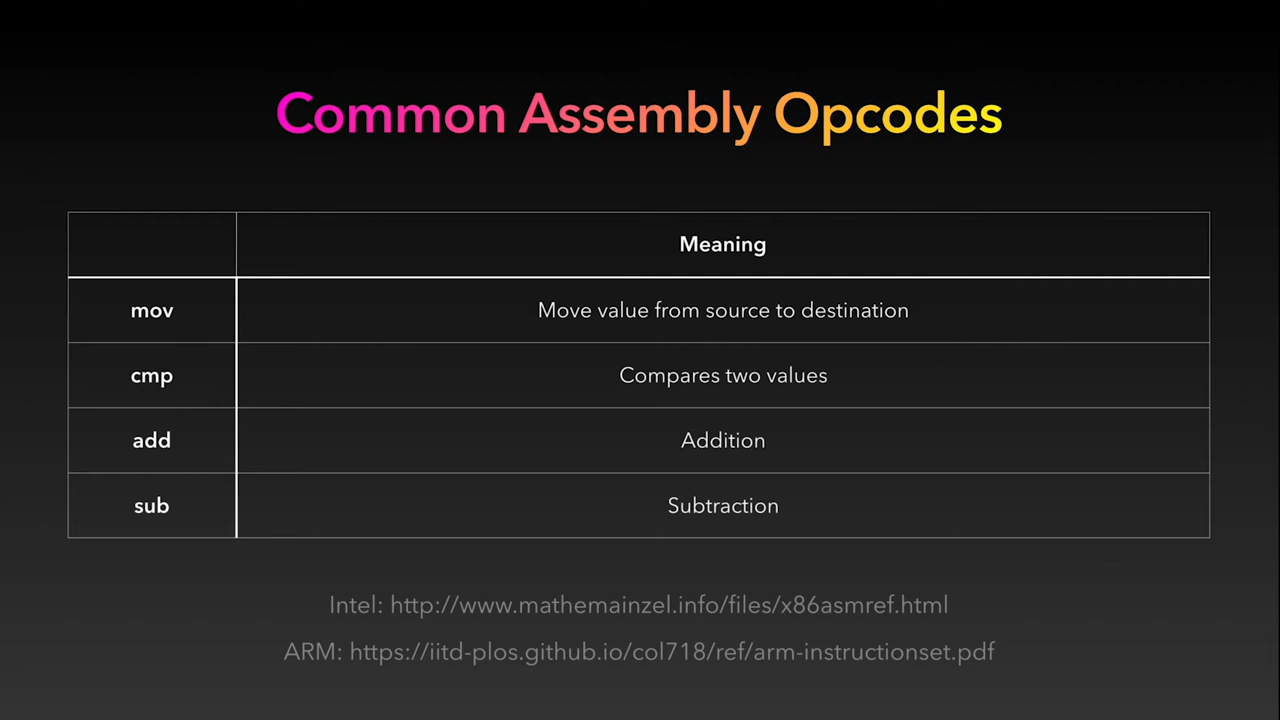 Common Assembly Opcodes
Meaning
mov Move value from source to destination
cmp Compares two values
add Addition
sub Subtraction
Intel: http://www.mathemainzel.info/files/x86asmref.html
ARM: https://iitd-plos.github.io/col718/ref/arm-instructionset.pdf